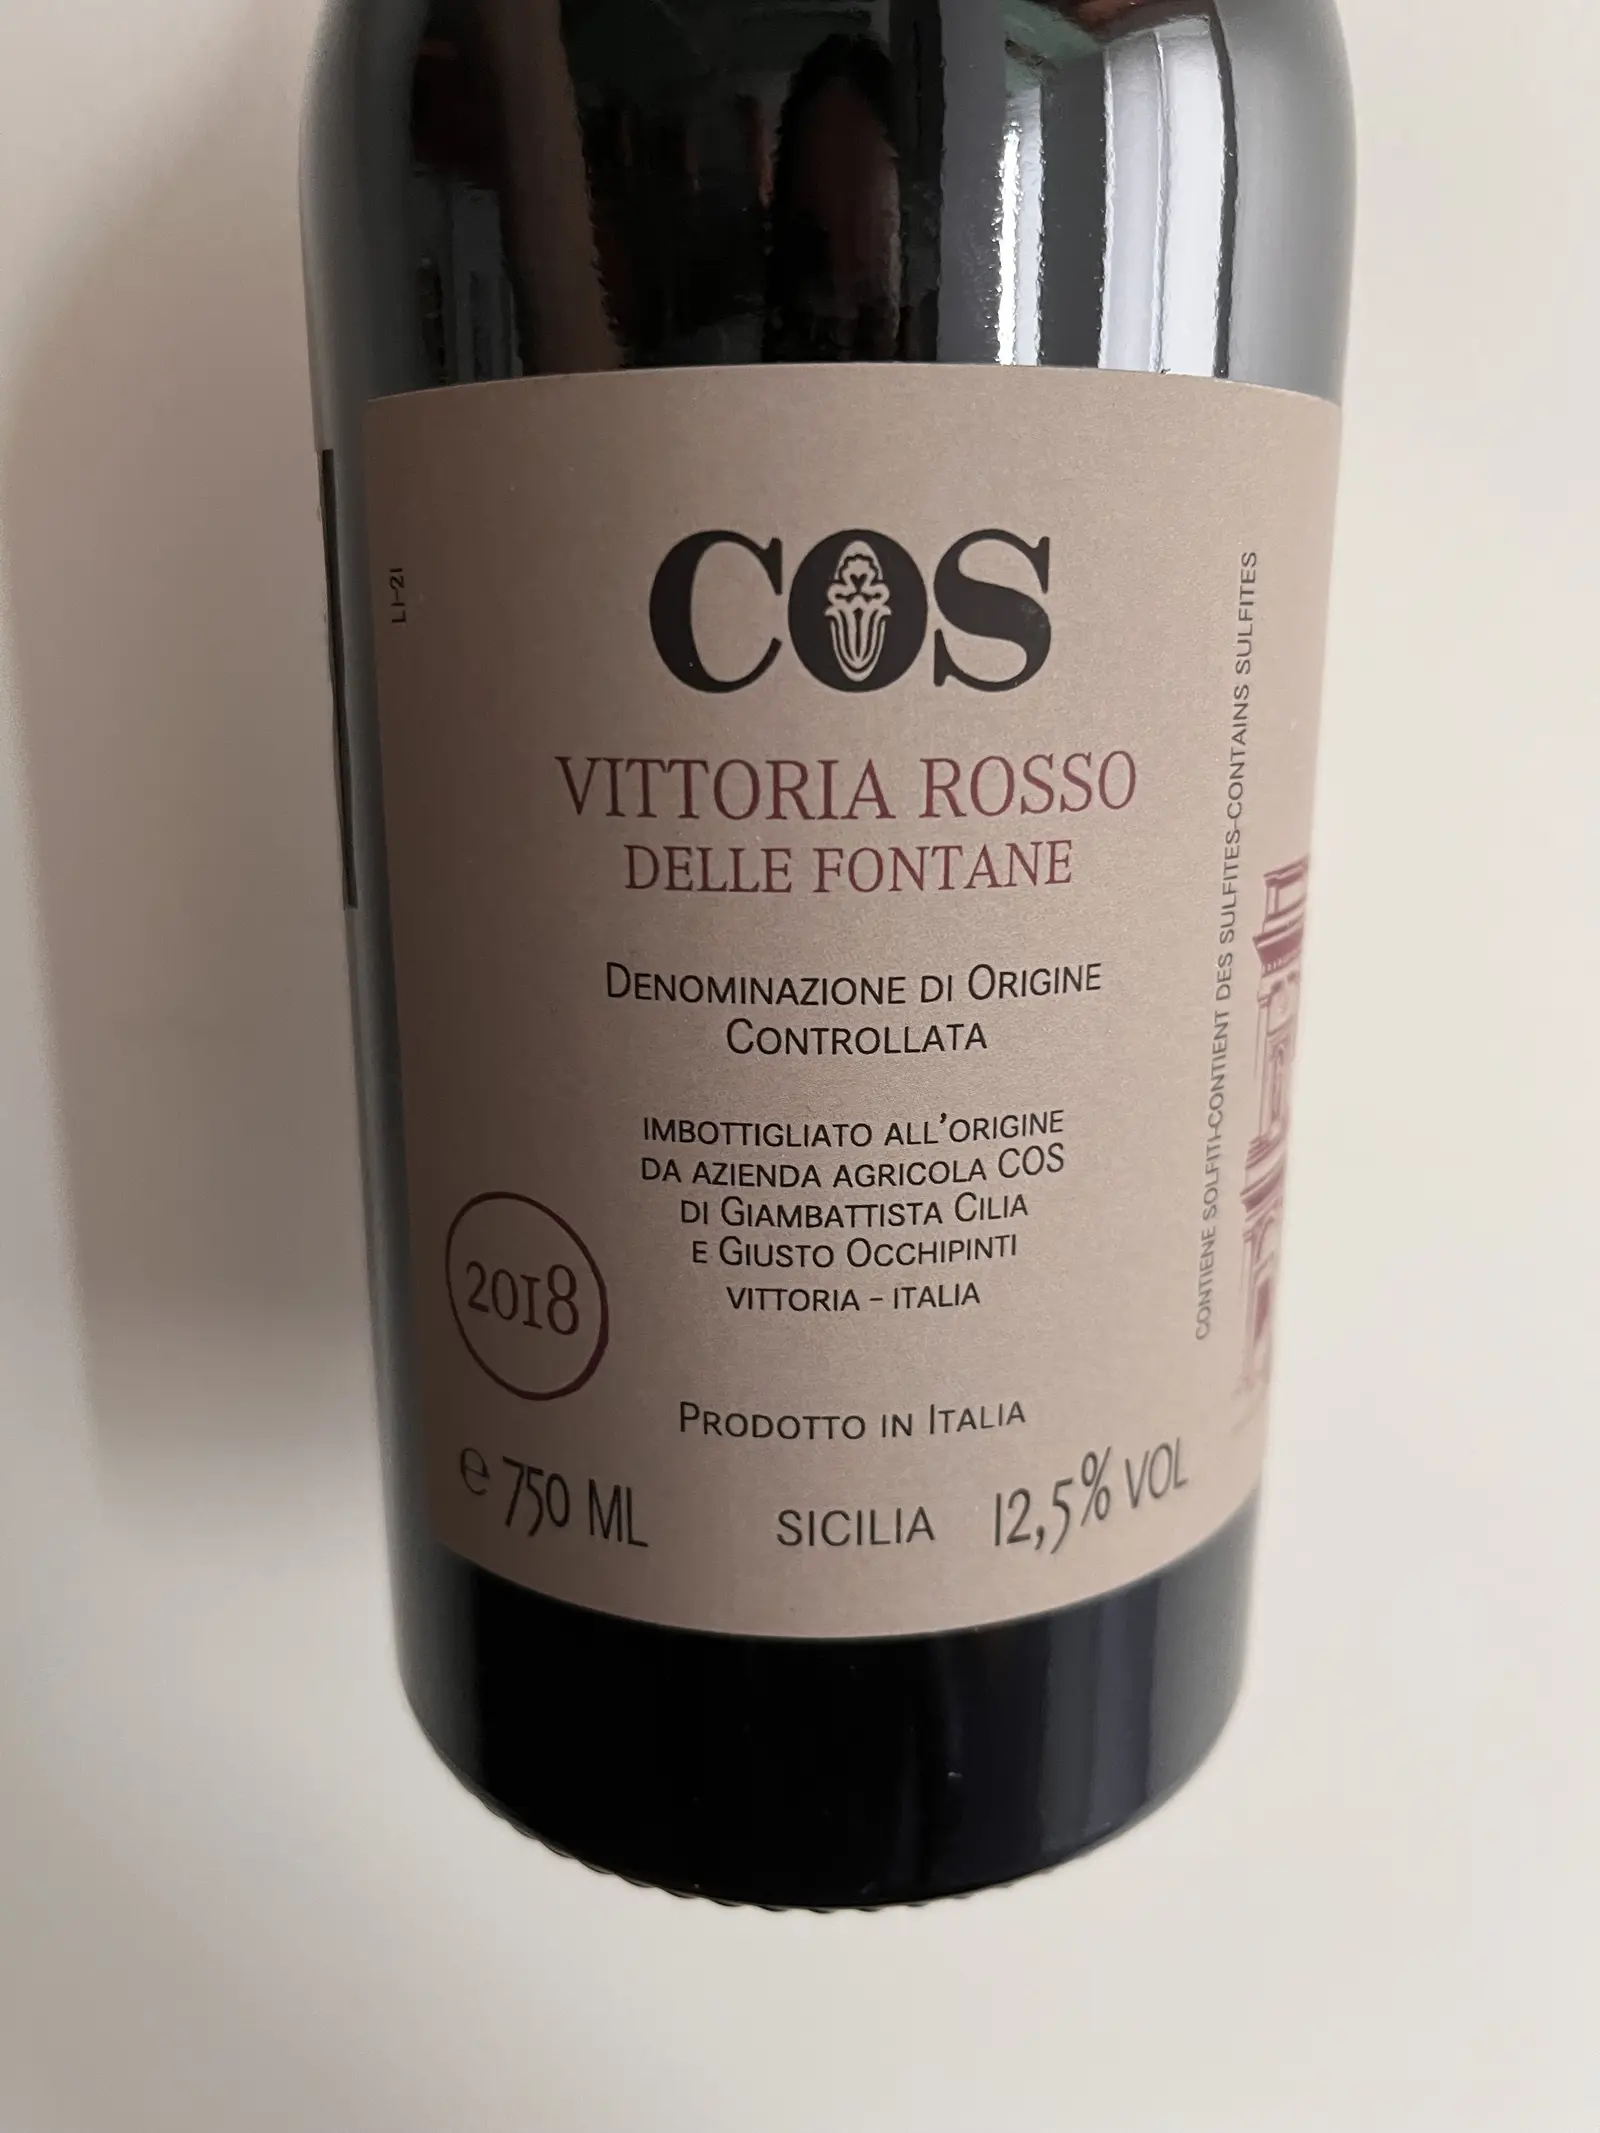 COS
VITTORIA ROSSO
DELLE FONTANE
DENOMINAZIONE DI ORIGINE
CONTROLLATA
IMBOTTIGLIATO ALL'ORIGINE
DA AZIENDA AGRICOLA COS
DI GIAMBATTISTA CILIA
E GIUSTO OCCHIPINTI
VITTORIA - ITALIA
2018
PRODOTTO IN ITALIA
e 750 ML
SICILIA
12,5% VOL
L1-21
CONTIENE SOLFITI-CONTIENT DES SULFITES-CONTAINS SULFITES